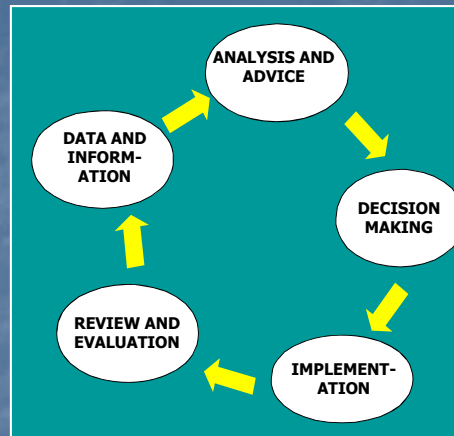 ANALYSIS AND
ADVICE
DATA AND
INFORM-
ATION
DECISION
MAKING
REVIEW AND
EVALUATION
IMPLEMENT-
ATION